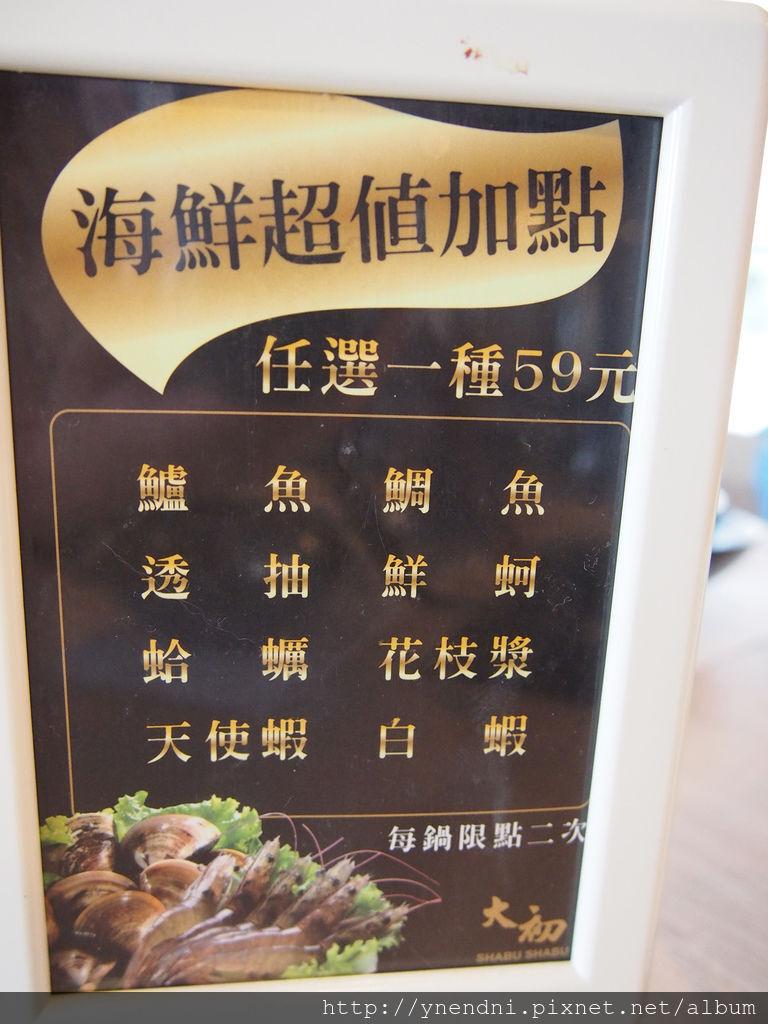 海鮮超值加點
任選一種59元
鱸魚 鯛魚
透抽 鮮蚵
蛤蠣 花枝漿
天使蝦 白蝦
每鍋限點二次
大初
SHABU SHABU
http://ynendni.pixnet.net/album